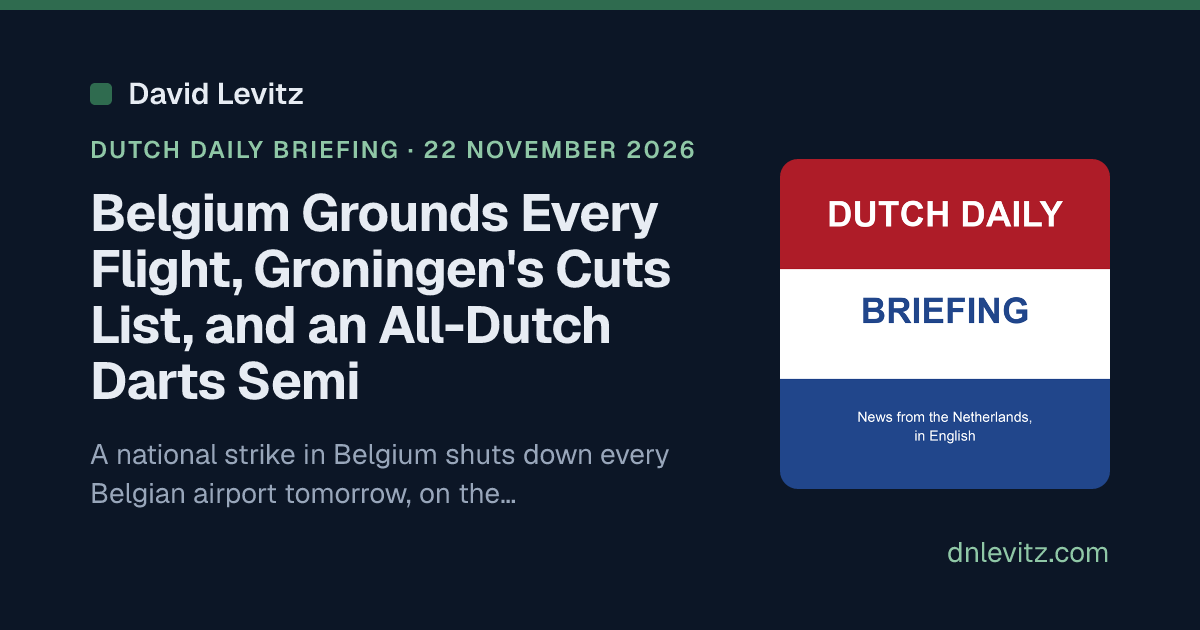 David Levitz
DUTCH DAILY BRIEFING · 22 NOVEMBER 2026
Belgium Grounds Every
Flight, Groningen's Cuts
List, and an All-Dutch
Darts Semi
A national strike in Belgium shuts down every
Belgian airport tomorrow, on the...
DUTCH DAILY
BRIEFING
News from the Netherlands,
in English
dnlevitz.com